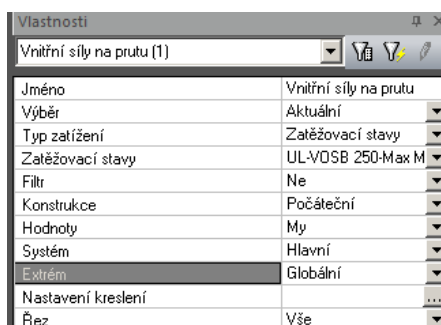 Vlastnosti
Vnitřní síly na prutu (1)
Jméno Vnitřní síly na prutu
Výběr Aktuální
Typ zatížení Zatěžovací stavy
Zatěžovací stavy UL-VOSB 250-Max M
Filtr Ne
Konstrukce Počáteční
Hodnoty My
Systém Hlavní
Extrém Globální
Nastavení kreslení ...
Řez Vše